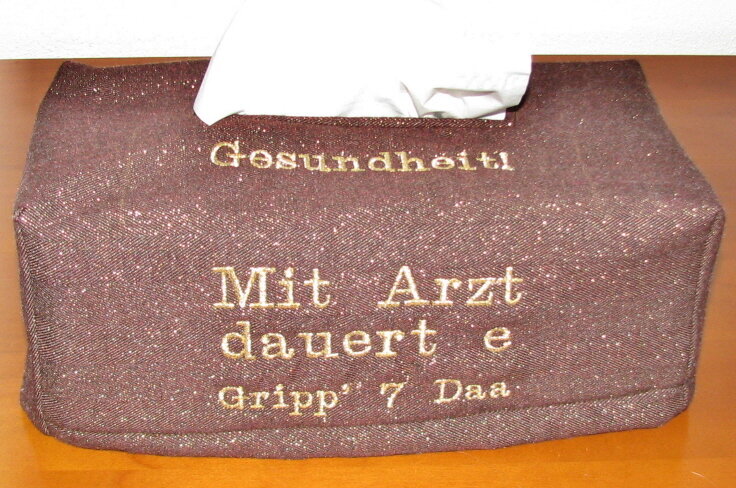 Gesundheit!
Mit Arzt
dauert e
Gripp' 7 Daa